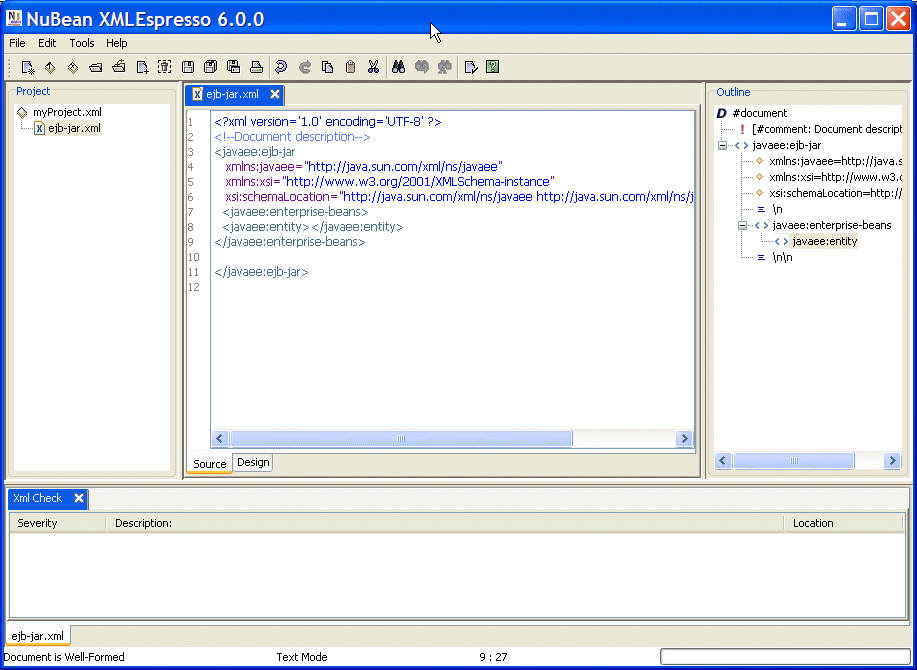 NuBean XMLEspresso 6.0.0
File Edit Tools Help
Project
myProject.xml
ejb-jar.xml
ejb-jar.xml
1 <?xml version='1.0' encoding='UTF-8' ?>
2 <!--Document description-->
3 <javaee:ejb-jar
4 xmlns:javaee="http://java.sun.com/xml/ns/javaee"
5 xmlns:xsi="http://www.w3.org/2001/XMLSchema-instance"
6 xsi:schemaLocation="http://java.sun.com/xml/ns/javaee http://java.sun.com/xml/ns/j
7 <javaee:enterprise-beans>
8 <javaee:entity></javaee:entity>
9 </javaee:enterprise-beans>
10
11 </javaee:ejb-jar>
12
Source Design
Outline
D #document
! [#comment: Document descript
<> javaee:ejb-jar
xmlns:javaee=http://java.s
xmlns:xsi=http://www.w3.o
xsi:schemaLocation=http:/
\n
<> javaee:enterprise-beans
<> javaee:entity
\n\n
Xml Check
Severity Description: Location
ejb-jar.xml
Document is Well-Formed Text Mode 9 : 27